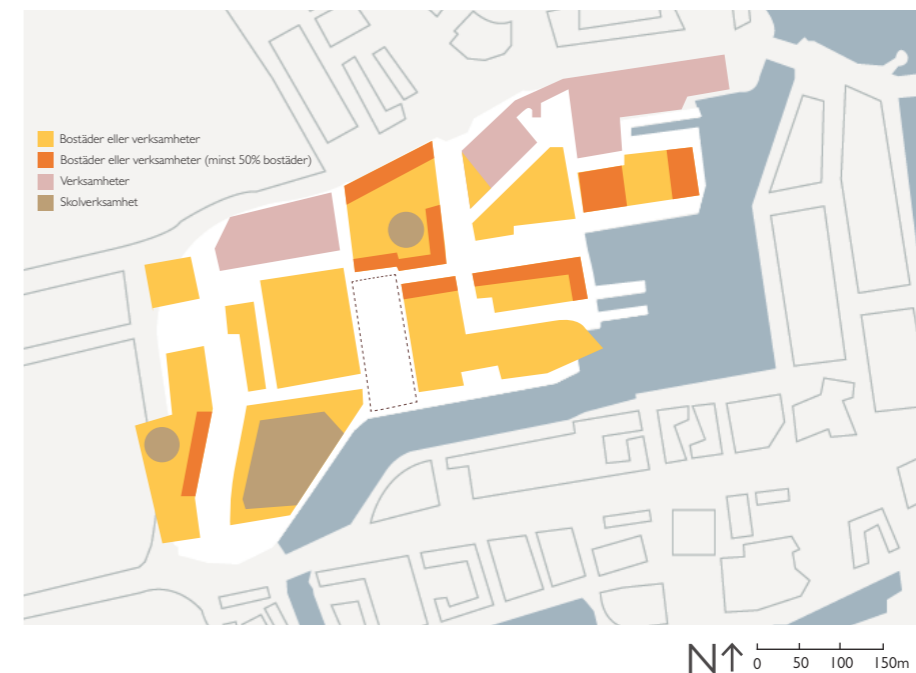 Bostäder eller verksamheter
Bostäder eller verksamheter (minst 50% bostäder)
Verksamheter
Skolverksamhet
N↑ 0 50 100 150m